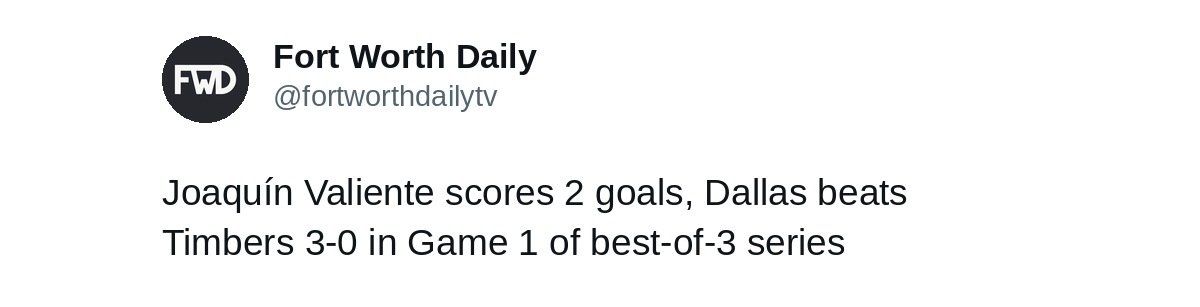 FWD
Fort Worth Daily
@fortworthdailytv
Joaquín Valiente scores 2 goals, Dallas beats
Timbers 3-0 in Game 1 of best-of-3 series